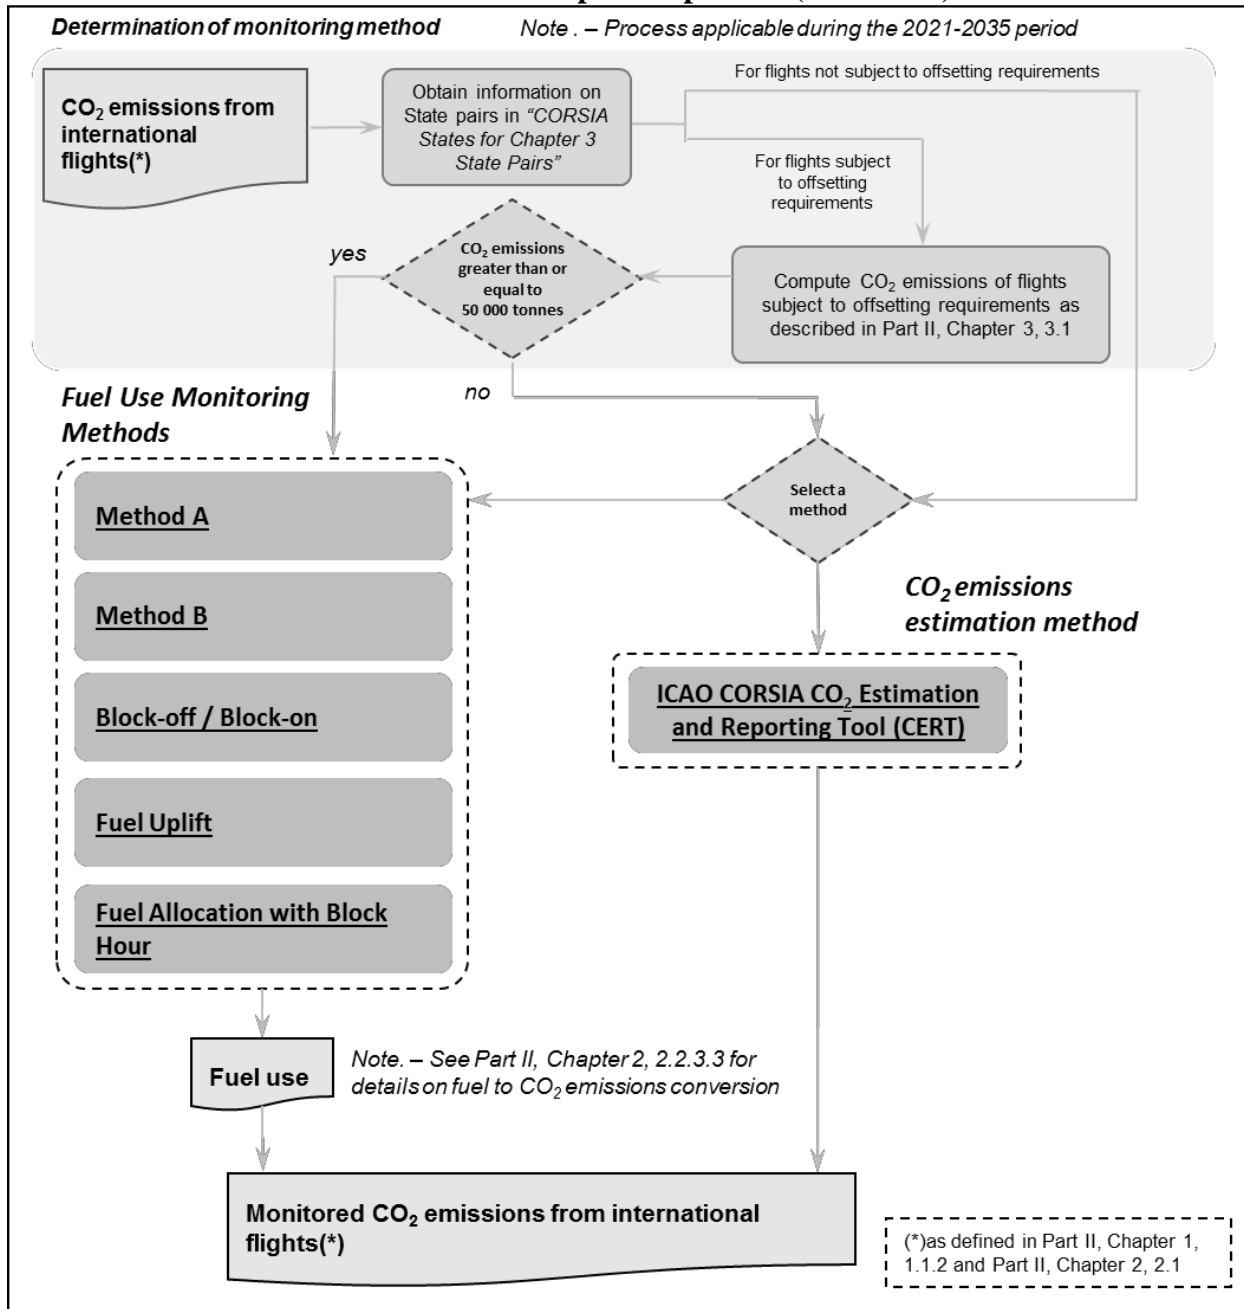 Determination of monitoring method
Note . – Process applicable during the 2021-2035 period
CO2 emissions from
international
flights(*)
Obtain information on
State pairs in “CORSIA
States for Chapter 3
State Pairs”
For flights not subject to offsetting requirements
For flights subject
to offsetting
requirements
yes
CO2 emissions
greater than or
equal to
50 000 tonnes
Compute CO2 emissions of flights
subject to offsetting requirements as
described in Part II, Chapter 3, 3.1
no
Fuel Use Monitoring
Methods
Select a
method
Method A
Method B
Block-off / Block-on
Fuel Uplift
Fuel Allocation with Block
Hour
CO2 emissions
estimation method
ICAO CORSIA CO2 Estimation
and Reporting Tool (CERT)
Fuel use
Note. – See Part II, Chapter 2, 2.2.3.3 for
details on fuel to CO2 emissions conversion
Monitored CO2 emissions from international
flights(*)
(*)as defined in Part II, Chapter 1,
1.1.2 and Part II, Chapter 2, 2.1